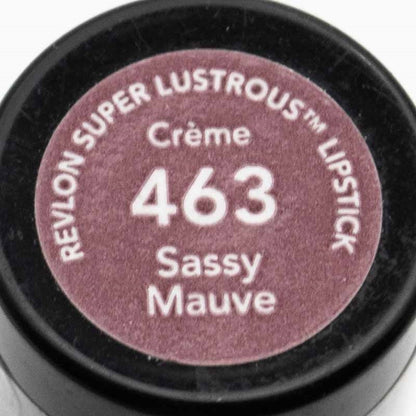 REVLON SUPER LUSTROUS™ LIPSTICK
Crème
463
Sassy
Mauve